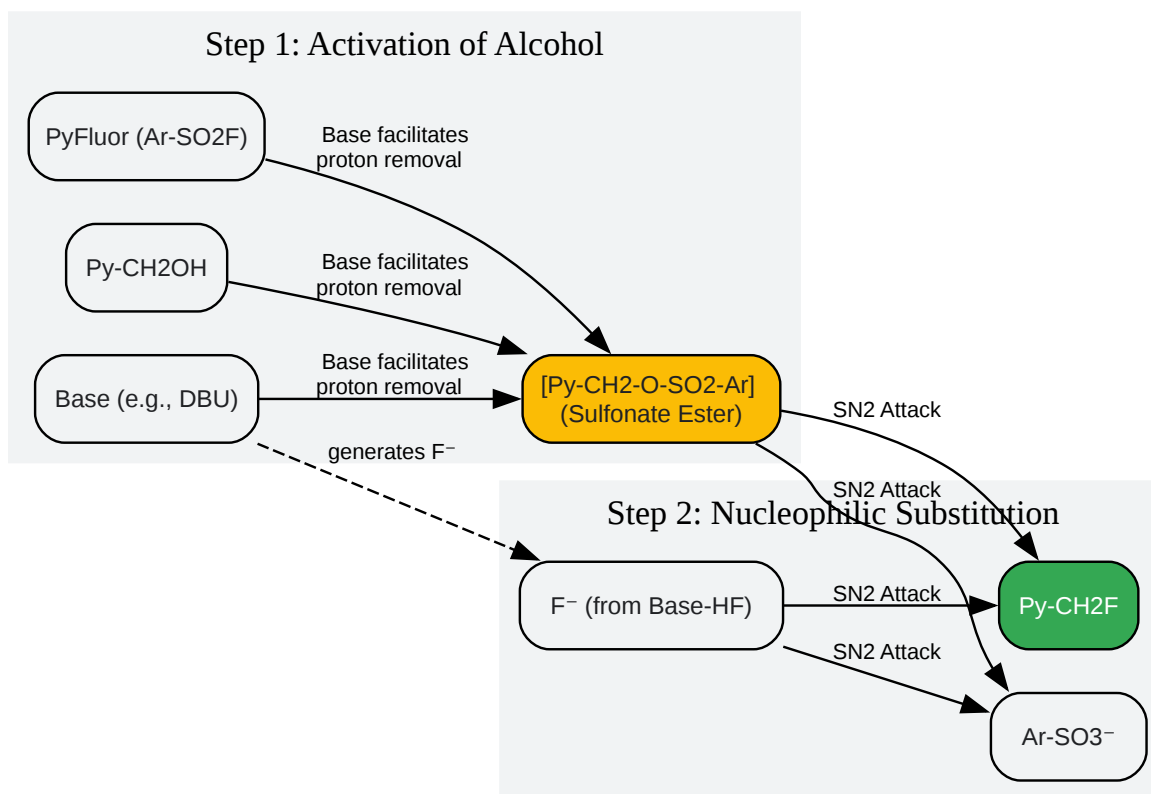 Step 1: Activation of Alcohol
PyFluor (Ar-SO2F)
Base facilitates
proton removal
Py-CH2OH
Base facilitates
proton removal
Base (e.g., DBU)
Base facilitates
proton removal
[Py-CH2-O-SO2-Ar]
(Sulfonate Ester)
generates F⁻
SN2 Attack
SN2 Attack
Step 2: Nucleophilic Substitution
F⁻ (from Base-HF)
SN2 Attack
Py-CH2F
SN2 Attack
Ar-SO3⁻